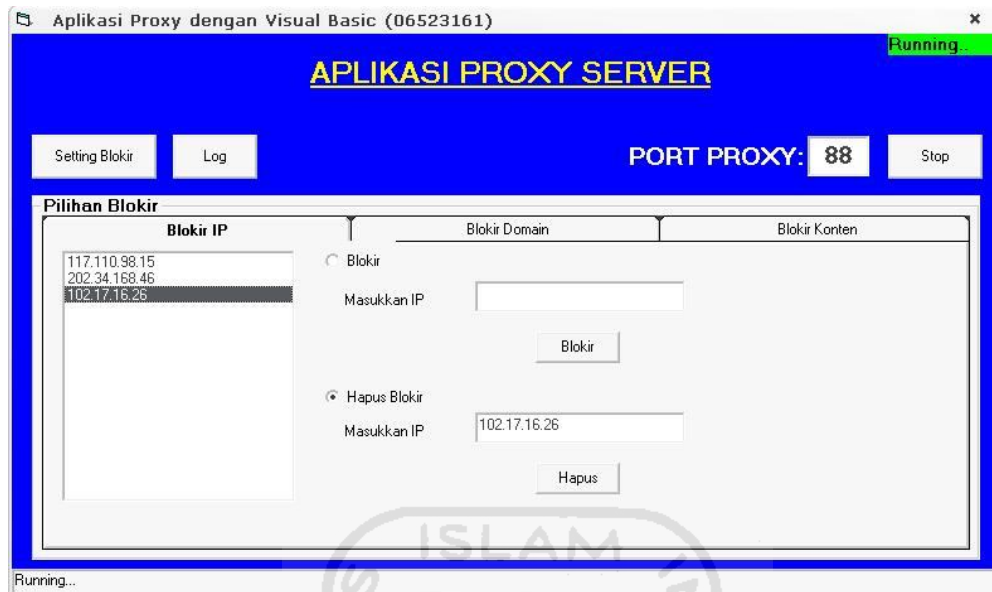 Aplikasi Proxy dengan Visual Basic (06523161)
Running..
APLIKASI PROXY SERVER
Setting Blokir
Log
PORT PROXY: 88
Stop
Pilihan Blokir
Blokir IP
Blokir Domain
Blokir Konten
117.110.98.15
202.34.168.46
102.17.16.26
Blokir
Masukkan IP
Blokir
Hapus Blokir
Masukkan IP
102.17.16.26
Hapus
ISLAM
Running...